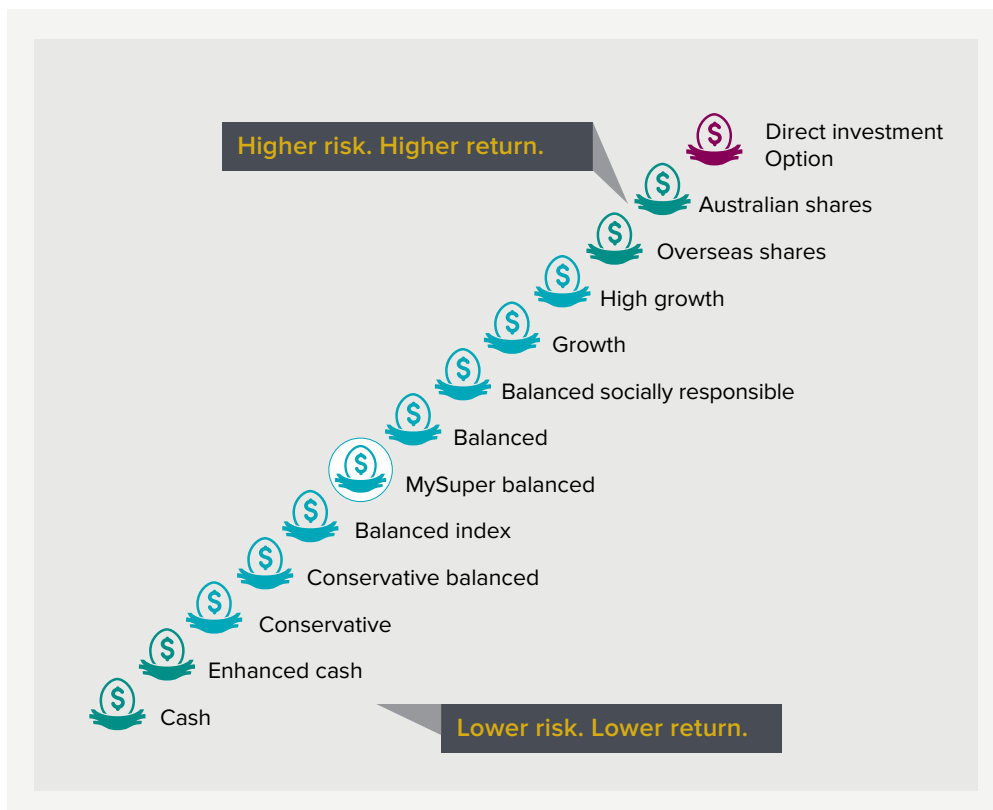 Higher risk. Higher return.
$ Direct investment
Option
$ Australian shares
$ Overseas shares
$ High growth
$ Growth
$ Balanced socially responsible
$ Balanced
$ MySuper balanced
$ Balanced index
$ Conservative balanced
$ Conservative
$ Enhanced cash
$ Cash
Lower risk. Lower return.